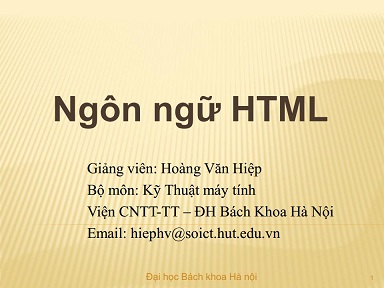 Ngôn ngữ HTML
Giảng viên: Hoàng Văn Hiệp
Bộ môn: Kỹ Thuật máy tính
Viện CNTT-TT – ĐH Bách Khoa Hà Nội
Email: hiephv@soict.hut.edu.vn
Đại học Bách khoa Hà nội
1